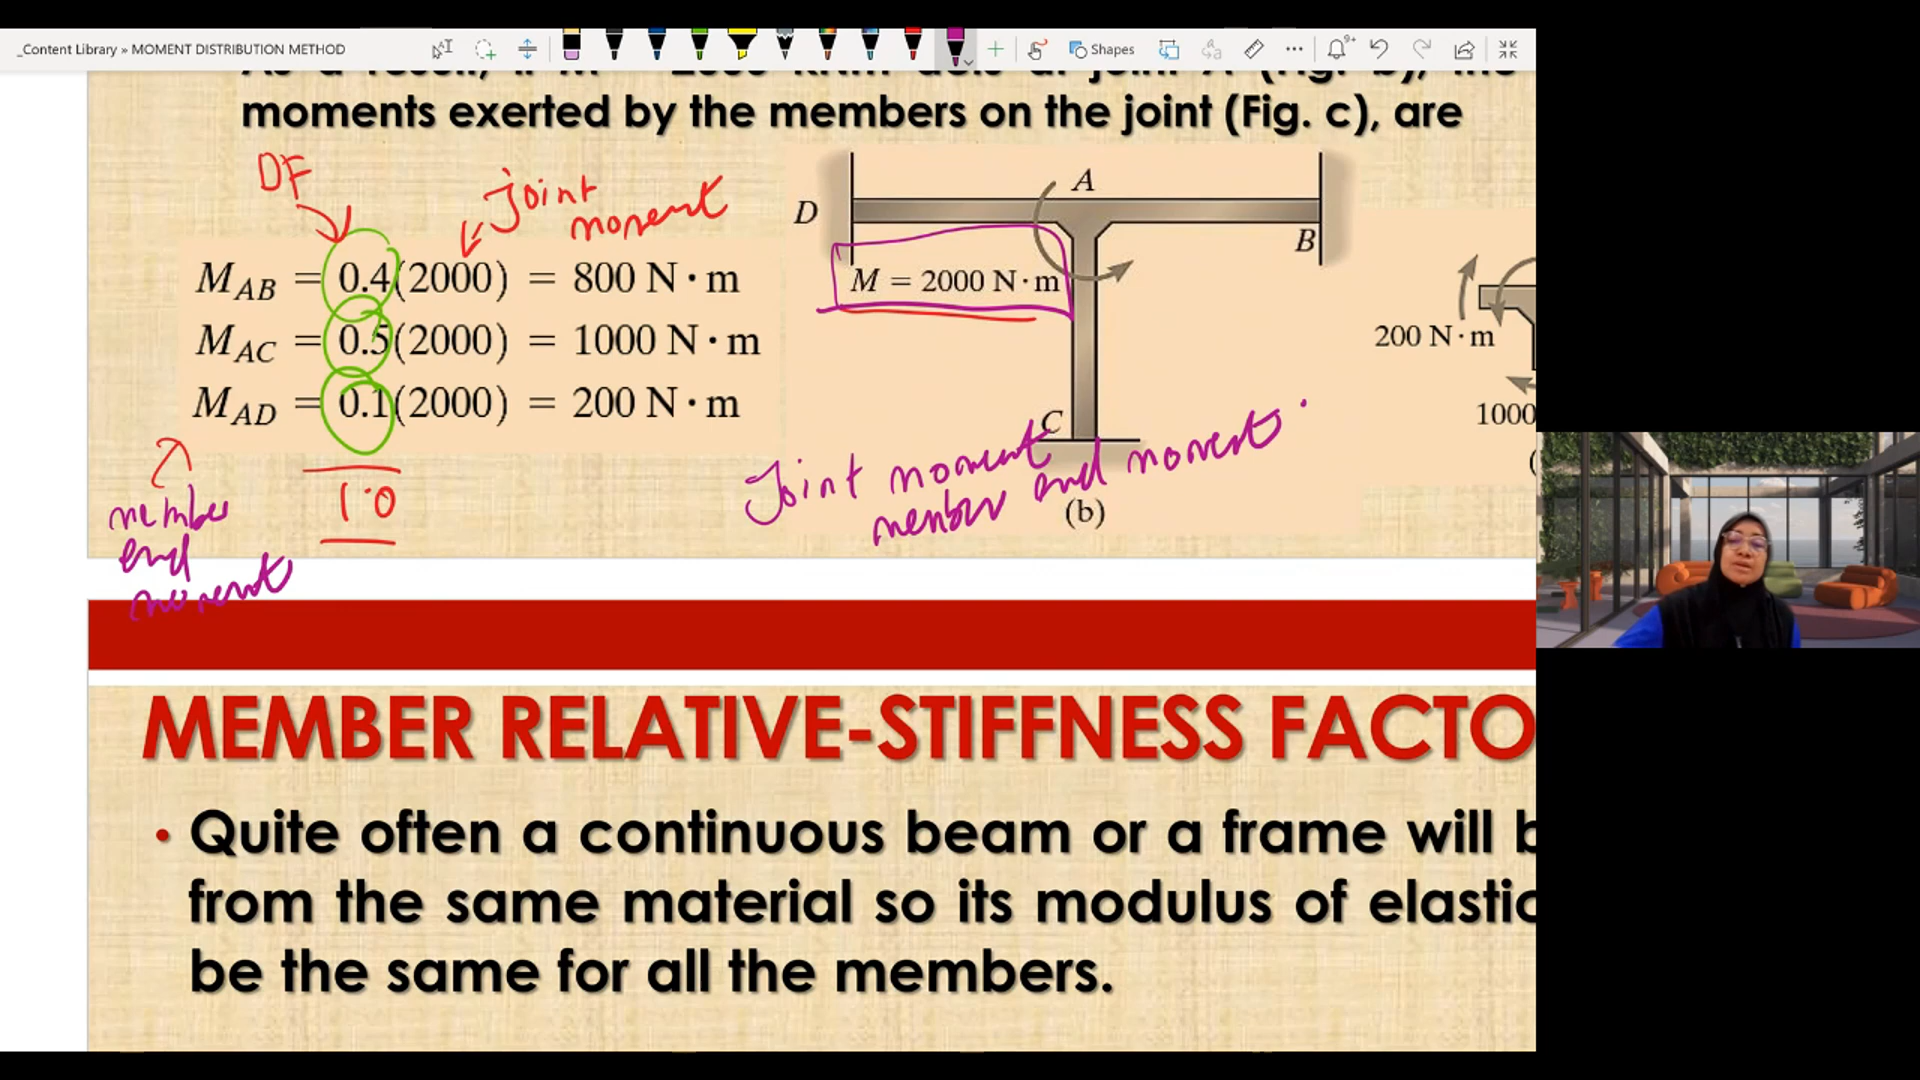 _Content Library » MOMENT DISTRIBUTION METHOD
Shapes
9+
moments exerted by the members on the joint (Fig. c), are
DF
joint
moment
M_AB = 0.4(2000) = 800 N·m
M_AC = 0.5(2000) = 1000 N·m
M_AD = 0.1(2000) = 200 N·m
1.0
member
end
moment
A
D
B
M = 2000 N·m
C
Joint moment
member end moment
(b)
200 N·m
1000
(
MEMBER RELATIVE-STIFFNESS FACTO
• Quite often a continuous beam or a frame will b
from the same material so its modulus of elastic
be the same for all the members.